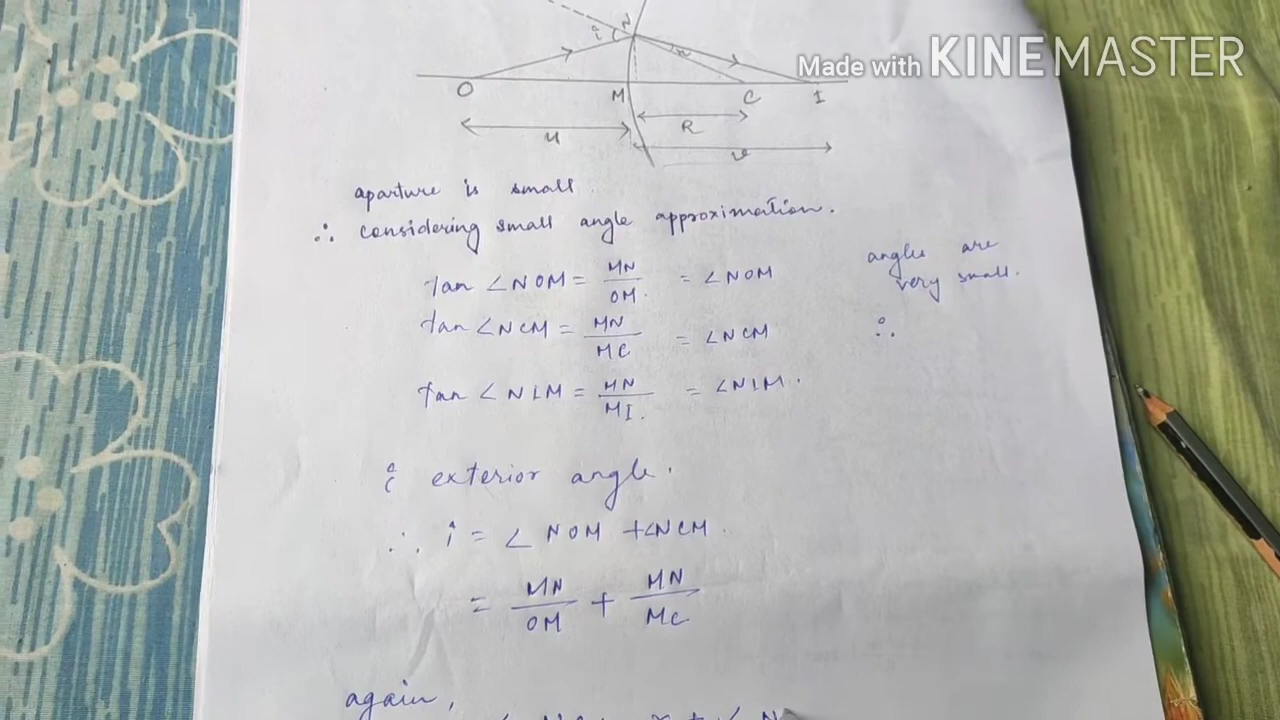 Made with KINEMASTER
i N
r
O M C I
u R v
aparture is small.
∴ considering small angle approximation.
angles are
very small.
tan ∠NOM = MN/OM. = ∠NOM
tan ∠NCM = MN/MC = ∠NCM
∴
tan ∠NIM = MN/MI. = ∠NIM.
i exterior angle.
∴ i = ∠NOM + ∠NCM.
= MN/OM + MN/MC
again,